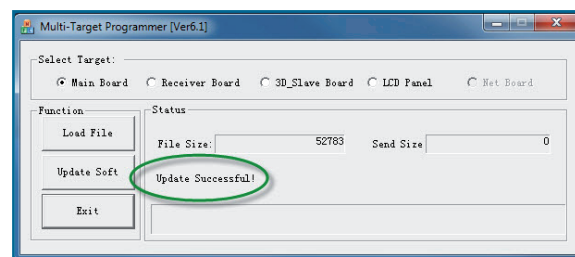 Multi-Target Programmer [Ver6.1]
Select Target:
Main Board Receiver Board 3D_Slave Board LCD Panel Net Board
Function
Status
Load File
File Size: 52783 Send Size 0
Update Soft
Update Successful!
Exit